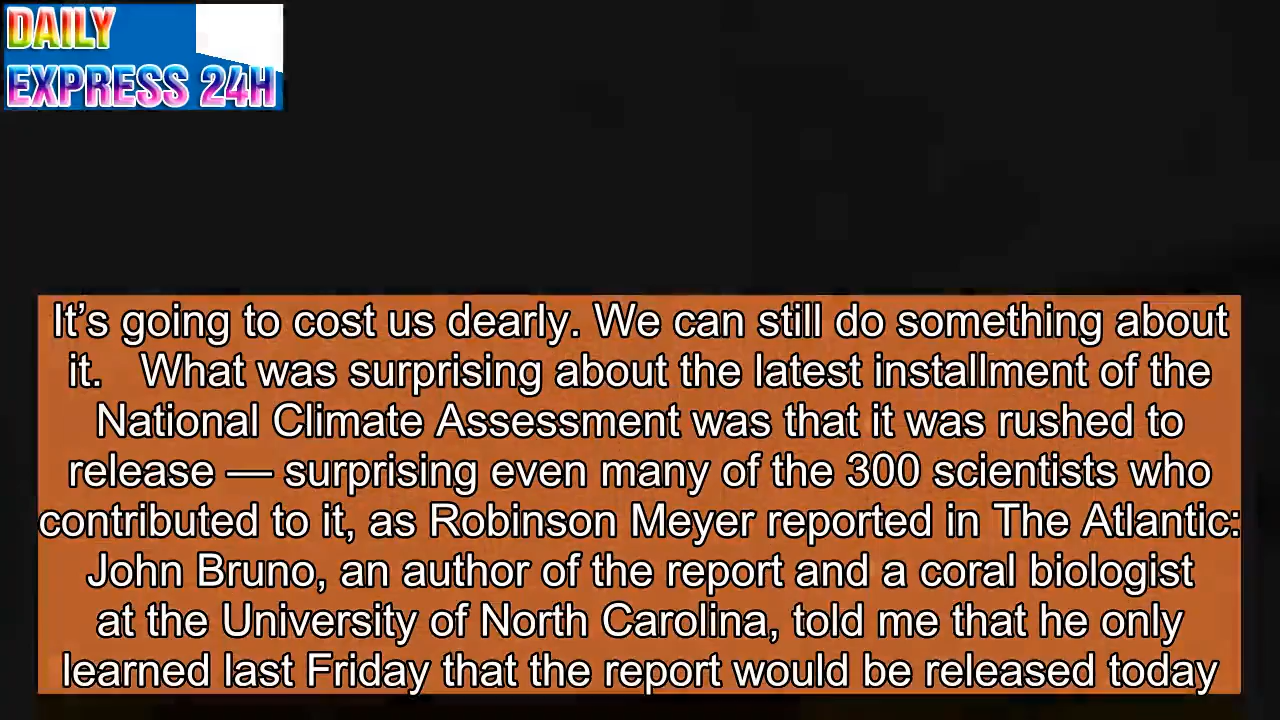 DAILY
EXPRESS 24H
It’s going to cost us dearly. We can still do something about
it.   What was surprising about the latest installment of the
National Climate Assessment was that it was rushed to
release — surprising even many of the 300 scientists who
contributed to it, as Robinson Meyer reported in The Atlantic:
John Bruno, an author of the report and a coral biologist
at the University of North Carolina, told me that he only
learned last Friday that the report would be released today